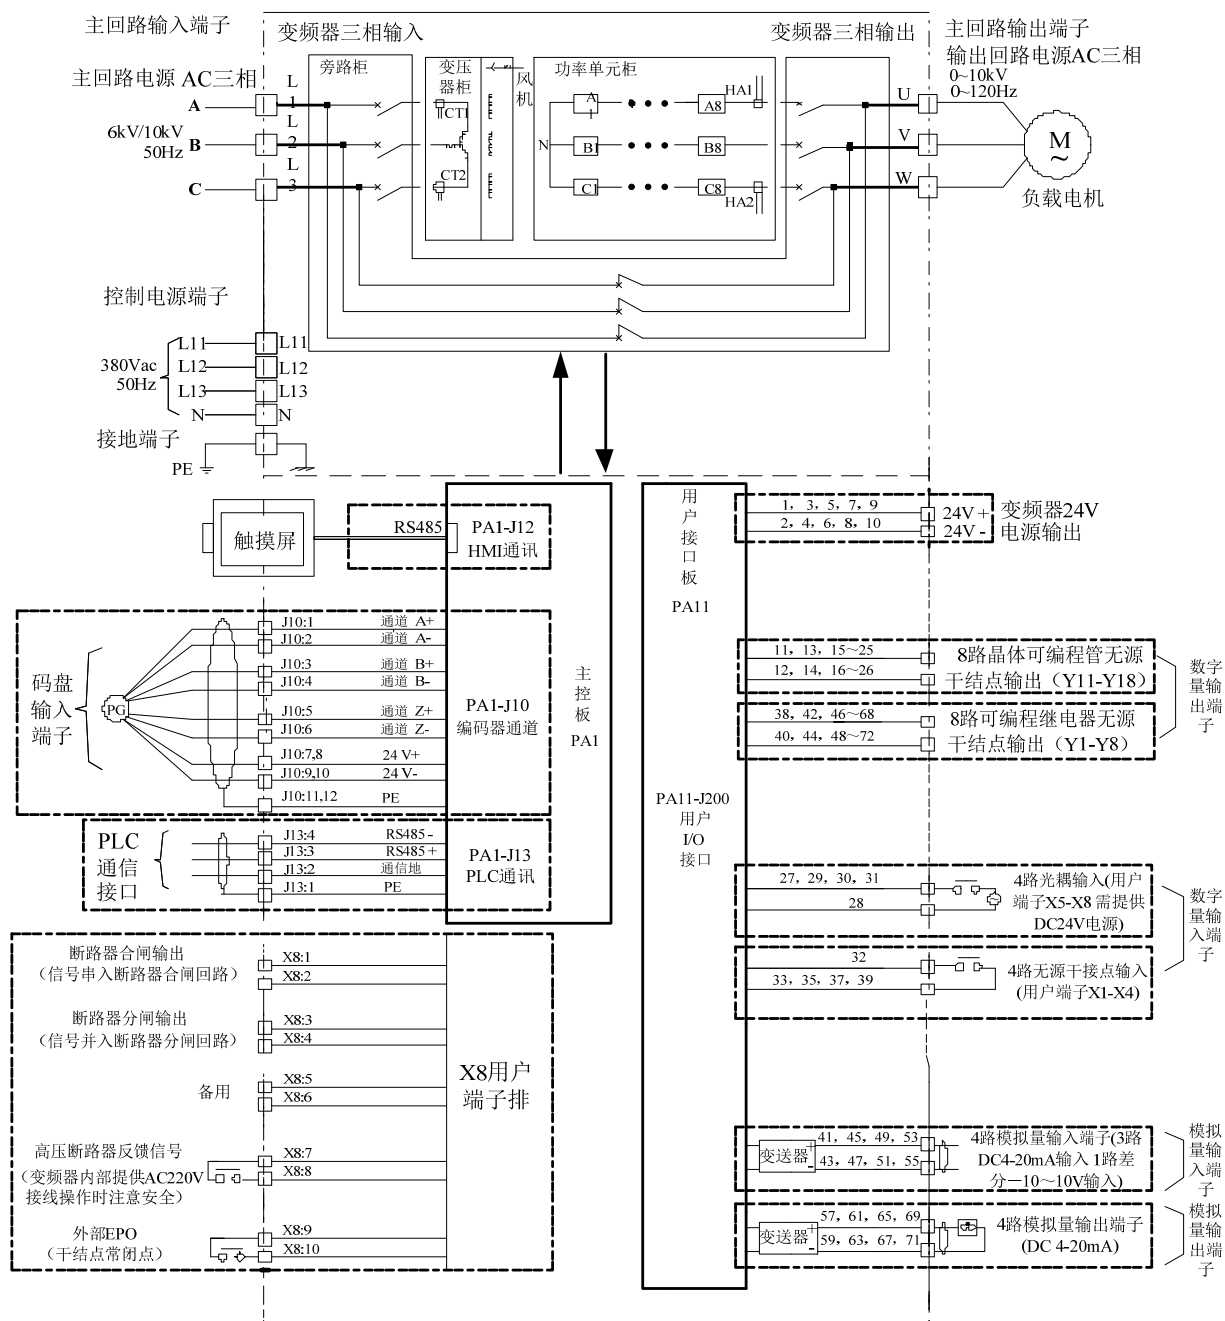 主回路输入端子
变频器三相输入
变频器三相输出
主回路输出端子
输出回路电源AC三相
0~10kV
0~120Hz
主回路电源 AC三相
旁路柜
变压
器柜
风
机
功率单元柜
A
L
1
6kV/10kV
50Hz
B
L
2
C
L
3
CT1
CT2
N
A
1
A8
B1
B8
C1
C8
HA1
HA2
U
V
W
M
~
负载电机
控制电源端子
380Vac
50Hz
L11
L11
L12
L12
L13
L13
N
N
接地端子
PE
触摸屏
RS485
PA1-J12
HMI通讯
码盘
输入
端子
PG
J10:1
通道 A+
J10:2
通道 A-
J10:3
通道 B+
J10:4
通道 B-
J10:5
通道 Z+
J10:6
通道 Z-
J10:7,8
24 V+
J10:9,10
24 V-
J10:11,12
PE
PA1-J10
编码器通道
主
控
板
PA1
PLC
通信
接口
J13:4
RS485 -
J13:3
RS485 +
J13:2
通信地
J13:1
PE
PA1-J13
PLC通讯
断路器合闸输出
（信号串入断路器合闸回路）
X8:1
X8:2
断路器分闸输出
（信号并入断路器分闸回路）
X8:3
X8:4
备用
X8:5
X8:6
高压断路器反馈信号
（变频器内部提供AC220V
接线操作时注意安全）
X8:7
X8:8
外部EPO
（干结点常闭点）
X8:9
X8:10
X8用户
端子排
用
户
接
口
板
PA11
PA11-J200
用户
I/O
接口
1，3，5，7，9
2，4，6，8，10
24V +
24V -
变频器24V
电源输出
11，13，15～25
12，14，16～26
8路晶体可编程管无源
干结点输出（Y11-Y18）
38，42，46～68
40，44，48～72
8路可编程继电器无源
干结点输出（Y1-Y8）
数字
量输
出端
子
27，29，30，31
28
4路光耦输入(用户
端子X5-X8 需提供
DC24V电源)
32
33，35，37，39
4路无源干接点输入
(用户端子X1-X4)
数字
量输
入端
子
变送器
+
-
41，45，49，53
43，47，51，55
4路模拟量输入端子(3路
DC4-20mA输入 1路差
分－10～10V输入)
模拟
量输
入端
子
变送器
+
-
57，61，65，69
59，63，67，71
4路模拟量输出端子
(DC 4-20mA)
模拟
量输
出端
子